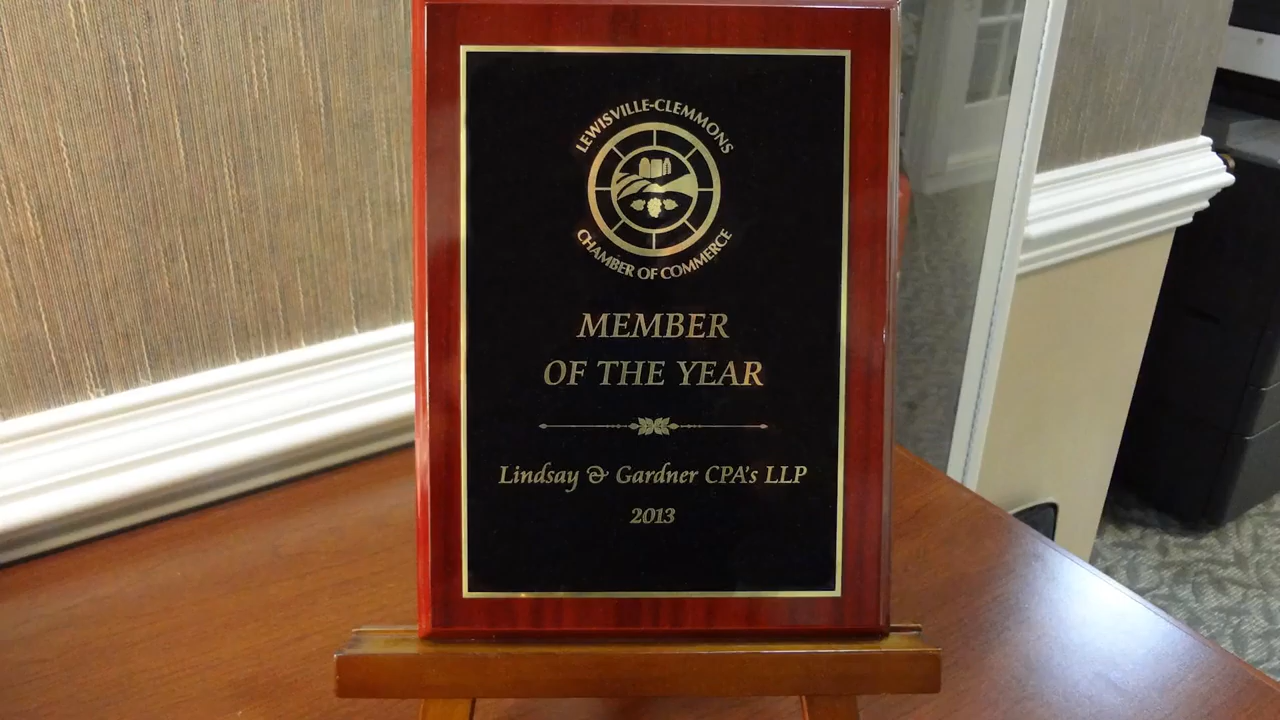 LEWISVILLE-CLEMMONS
CHAMBER OF COMMERCE
MEMBER
OF THE YEAR
Lindsay & Gardner CPA's LLP
2013